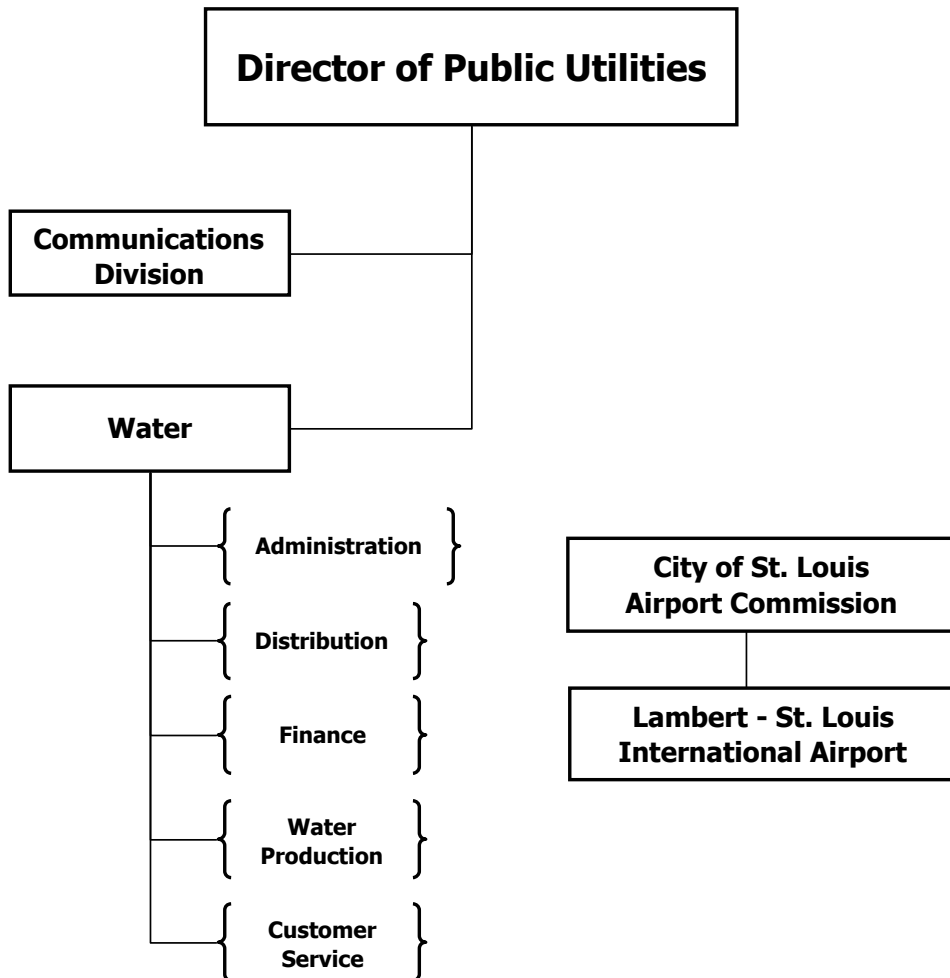 Director of Public Utilities
Communications
Division
Water
Administration
Distribution
Finance
Water
Production
Customer
Service
City of St. Louis
Airport Commission
Lambert - St. Louis
International Airport